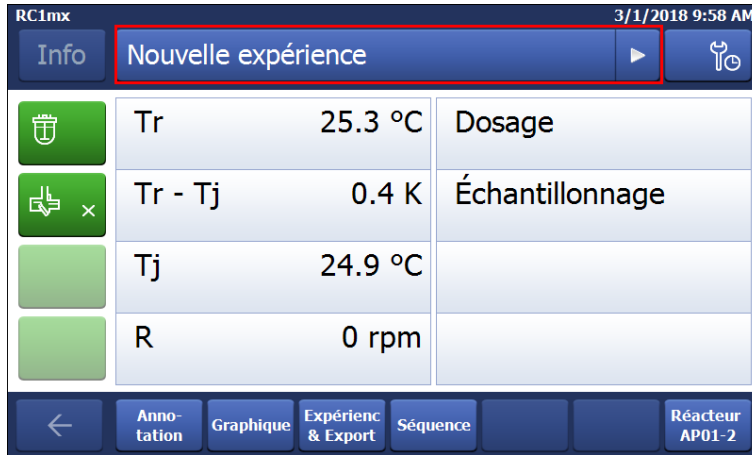 RC1mx 3/1/2018 9:58 AM
Info Nouvelle expérience
Tr 25.3 °C Dosage
Tr - Tj 0.4 K Échantillonnage
Tj 24.9 °C
R 0 rpm
Anno-
tation
Graphique
Expérienc
& Export
Séquence
Réacteur
AP01-2